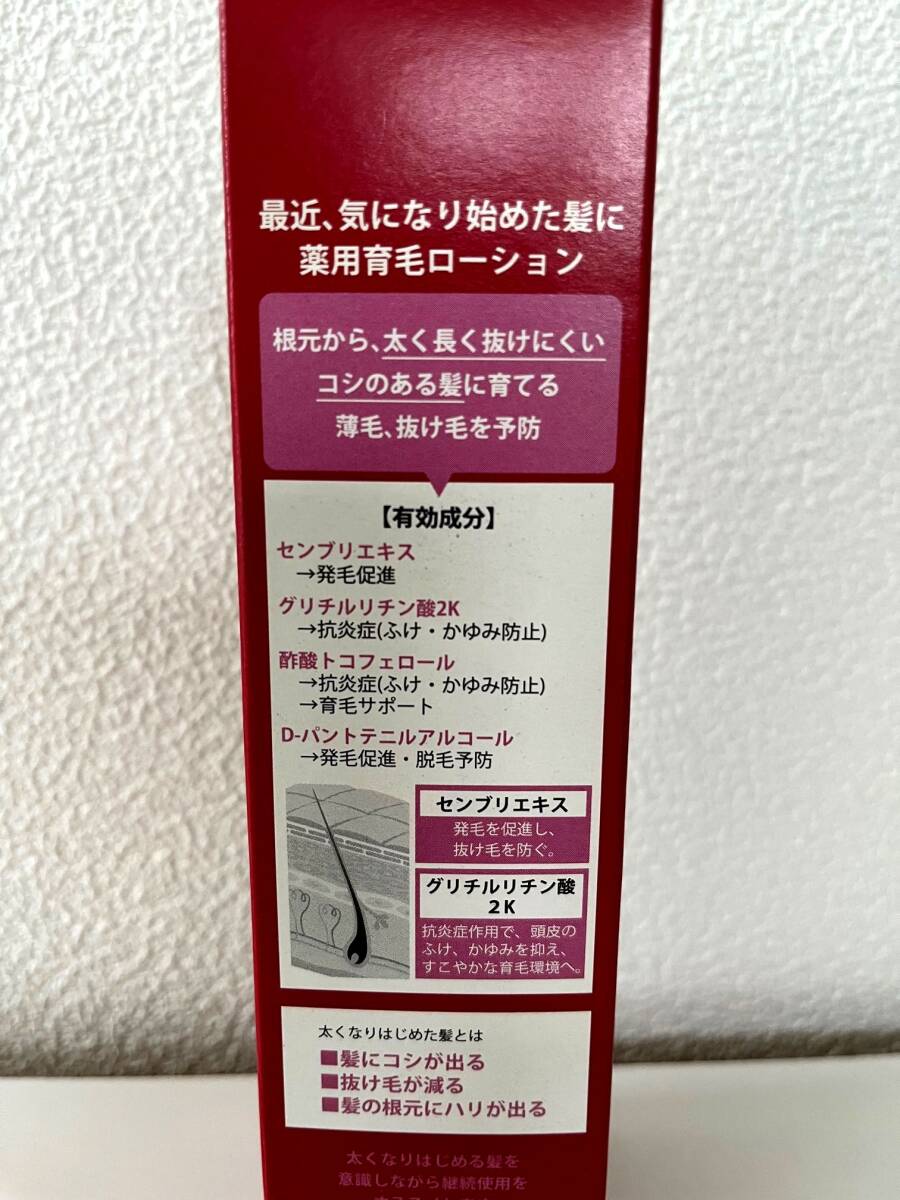 最近、気になり始めた髪に
薬用育毛ローション
根元から、太く長く抜けにくい
コシのある髪に育てる
薄毛、抜け毛を予防
【有効成分】
センブリエキス
→発毛促進
グリチルリチン酸2K
→抗炎症(ふけ・かゆみ防止)
酢酸トコフェロール
→抗炎症(ふけ・かゆみ防止)
→育毛サポート
D-パントテニルアルコール
→発毛促進・脱毛予防
センブリエキス
発毛を促進し、
抜け毛を防ぐ。
グリチルリチン酸
2K
抗炎症作用で、頭皮の
ふけ、かゆみを抑え、
すこやかな育毛環境へ。
太くなりはじめた髪とは
■髪にコシが出る
■抜け毛が減る
■髪の根元にハリが出る
太くなりはじめる髪を
意識しながら継続使用を